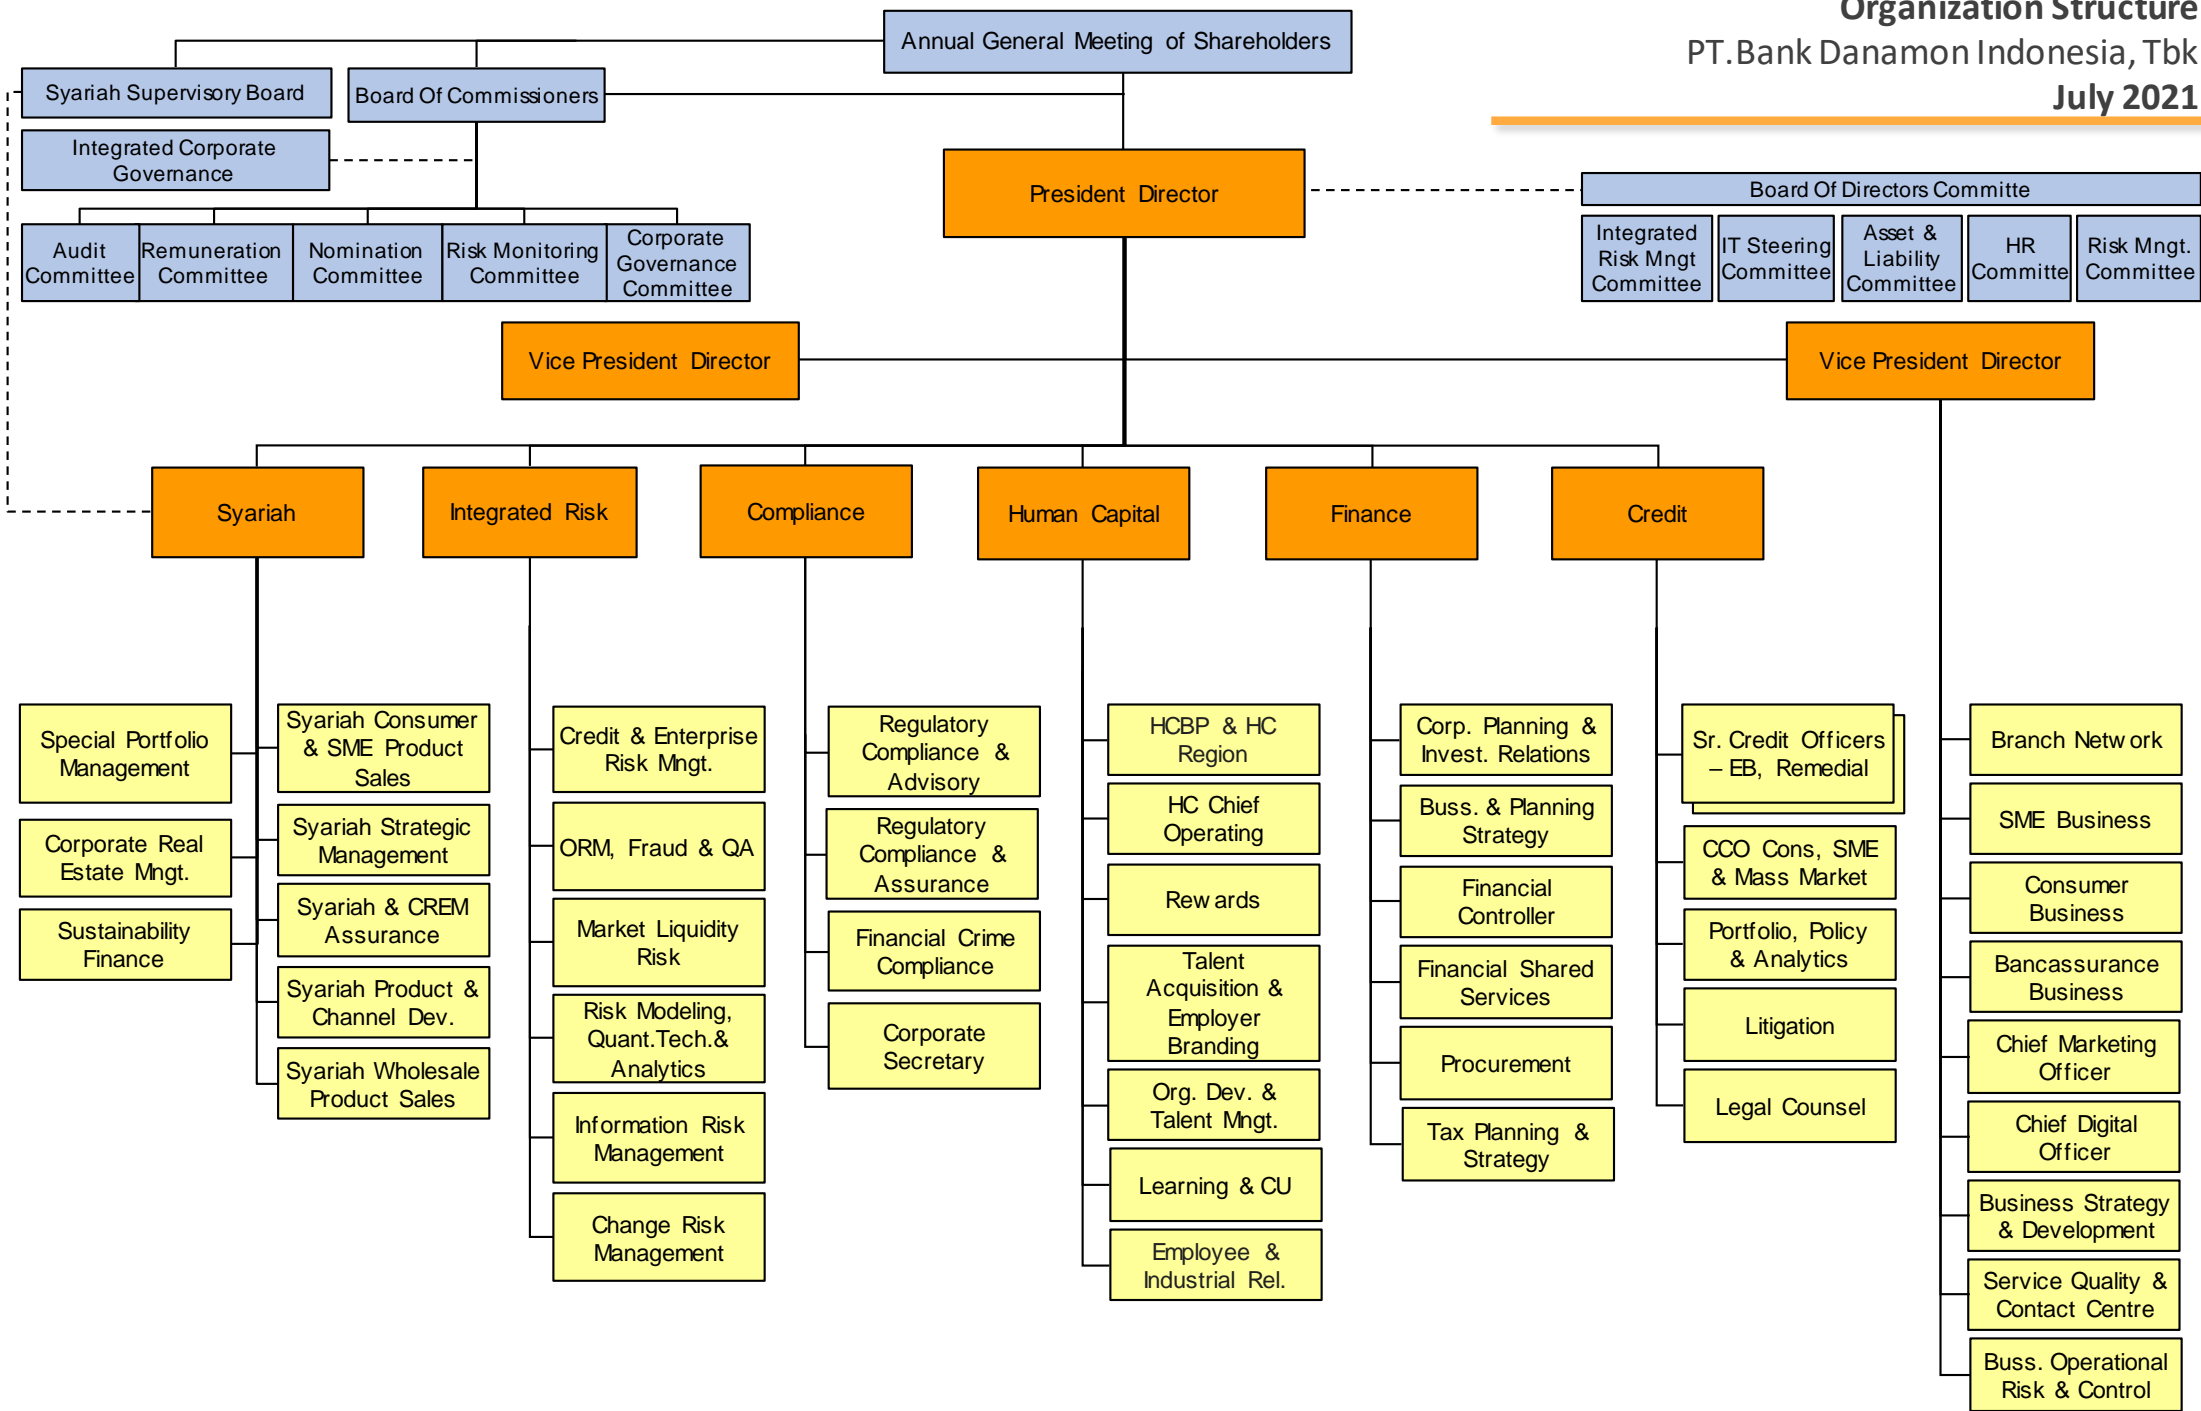 Organization Structure
PT.Bank Danamon Indonesia, Tbk
July 2021
Annual General Meeting of Shareholders
Syariah Supervisory Board
Board Of Commissioners
Integrated Corporate
Governance
President Director
Board Of Directors Committe
Audit
Committee
Remuneration
Committee
Nomination
Committee
Risk Monitoring
Committee
Corporate
Governance
Committee
Integrated
Risk Mngt
Committee
IT Steering
Committee
Asset &
Liability
Committee
HR
Committe
Risk Mngt.
Committee
Vice President Director
Vice President Director
Syariah
Integrated Risk
Compliance
Human Capital
Finance
Credit
Special Portfolio
Management
Corporate Real
Estate Mngt.
Sustainability
Finance
Syariah Consumer
& SME Product
Sales
Syariah Strategic
Management
Syariah & CREM
Assurance
Syariah Product &
Channel Dev.
Syariah Wholesale
Product Sales
Credit & Enterprise
Risk Mngt.
ORM, Fraud & QA
Market Liquidity
Risk
Risk Modeling,
Quant.Tech.&
Analytics
Information Risk
Management
Change Risk
Management
Regulatory
Compliance &
Advisory
Regulatory
Compliance &
Assurance
Financial Crime
Compliance
Corporate
Secretary
HCBP & HC
Region
HC Chief
Operating
Rewards
Talent
Acquisition &
Employer
Branding
Org. Dev. &
Talent Mngt.
Learning & CU
Employee &
Industrial Rel.
Corp. Planning &
Invest. Relations
Buss. & Planning
Strategy
Financial
Controller
Financial Shared
Services
Procurement
Tax Planning &
Strategy
Sr. Credit Officers
– EB, Remedial
CCO Cons, SME
& Mass Market
Portfolio, Policy
& Analytics
Litigation
Legal Counsel
Branch Network
SME Business
Consumer
Business
Bancassurance
Business
Chief Marketing
Officer
Chief Digital
Officer
Business Strategy
& Development
Service Quality &
Contact Centre
Buss. Operational
Risk & Control